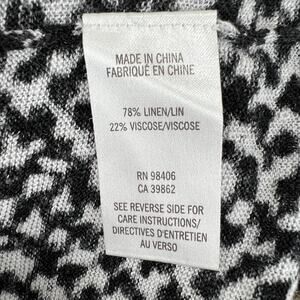 MADE IN CHINA
FABRIQUÉ EN CHINE
78% LINEN/LIN
22% VISCOSE/VISCOSE
RN 98406
CA 39862
SEE REVERSE SIDE FOR
CARE INSTRUCTIONS/
DIRECTIVES D'ENTRETIEN
AU VERSO